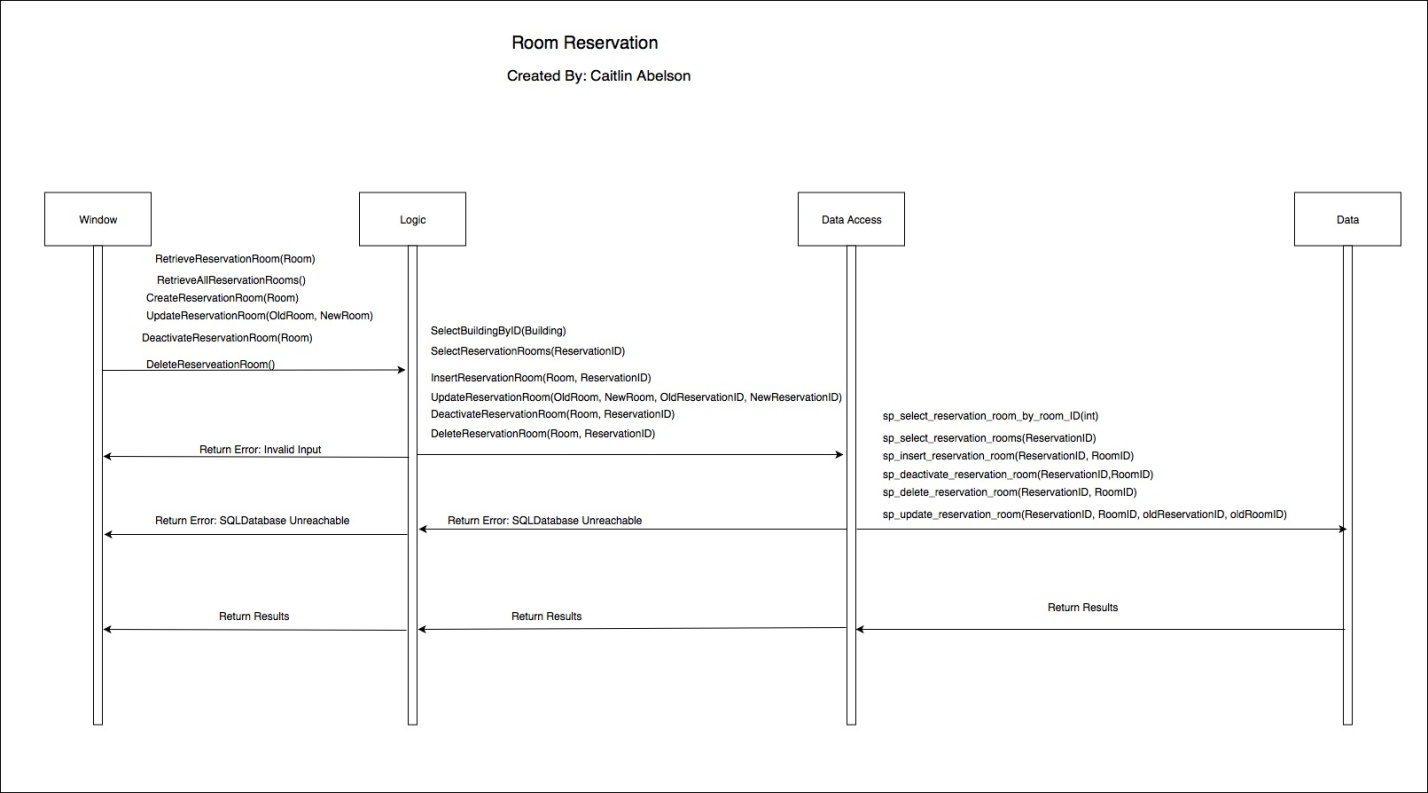 Room Reservation
Created By: Caitlin Abelson
Window
Logic
Data Access
Data
RetrieveReservationRoom(Room)
RetrieveAllReservationRooms()
CreateReservationRoom(Room)
UpdateReservationRoom(OldRoom, NewRoom)
DeactivateReservationRoom(Room)
DeleteReserveationRoom()
SelectBuildingByID(Building)
SelectReservationRooms(ReservationID)
InsertReservationRoom(Room, ReservationID)
UpdateReservationRoom(OldRoom, NewRoom, OldReservationID, NewReservationID)
DeactivateReservationRoom(Room, ReservationID)
DeleteReservationRoom(Room, ReservationID)
sp_select_reservation_room_by_room_ID(int)
sp_select_reservation_rooms(ReservationID)
sp_insert_reservation_room(ReservationID, RoomID)
sp_deactivate_reservation_room(ReservationID,RoomID)
sp_delete_reservation_room(ReservationID, RoomID)
sp_update_reservation_room(ReservationID, RoomID, oldReservationID, oldRoomID)
Return Error: Invalid Input
Return Error: SQLDatabase Unreachable
Return Error: SQLDatabase Unreachable
Return Results
Return Results
Return Results